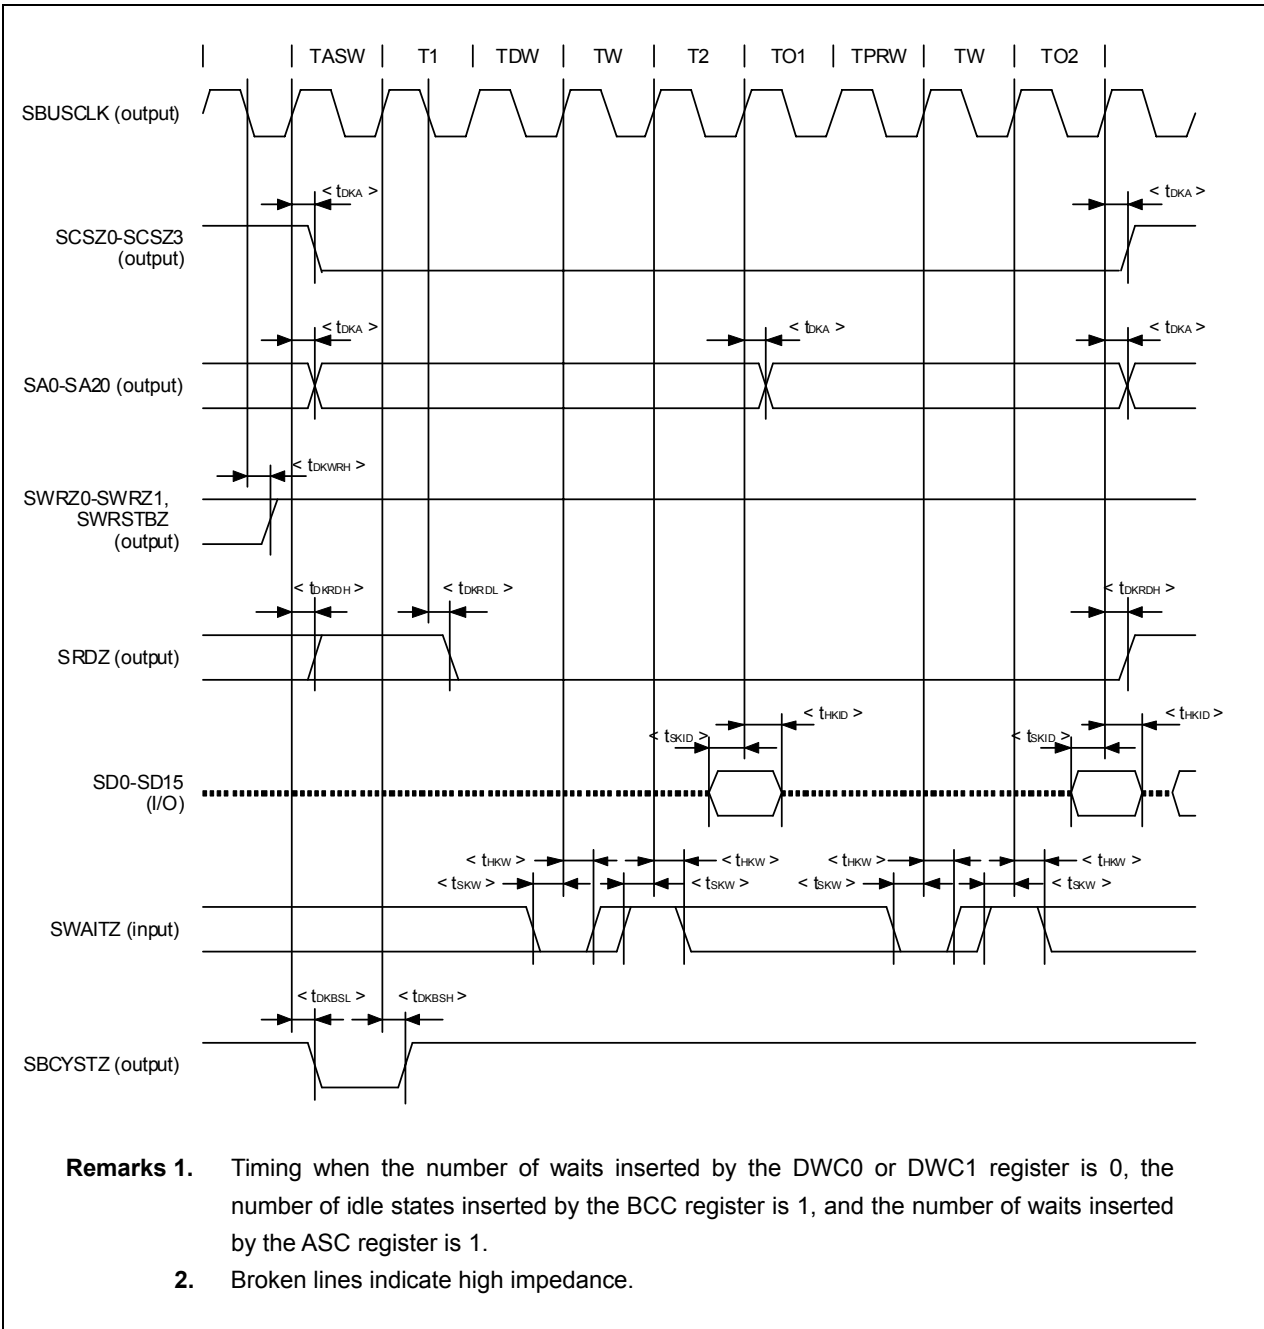 | | TASW | T1 | TDW | TW | T2 | TO1 | TPRW | TW | TO2 |
SBUSCLK (output)
< tDKA > < tDKA >
SCSZ0-SCSZ3
(output)
< tDKA > < tDKA > < tDKA >
SA0-SA20 (output)
< tDKWRH >
SWRZ0-SWRZ1,
SWRSTBZ
(output)
< tDKRDH > < tDKRDL > < tDKRDH >
SRDZ (output)
< tHKID > < tHKID >
< tSKID > < tSKID >
SD0-SD15
(I/O)
< tHKW > < tHKW > < tHKW > < tHKW >
< tSKW > < tSKW > < tSKW > < tSKW >
SWAITZ (input)
< tDKBSL > < tDKBSH >
SBCYSTZ (output)
Remarks 1. Timing when the number of waits inserted by the DWC0 or DWC1 register is 0, the
number of idle states inserted by the BCC register is 1, and the number of waits inserted
by the ASC register is 1.
2. Broken lines indicate high impedance.